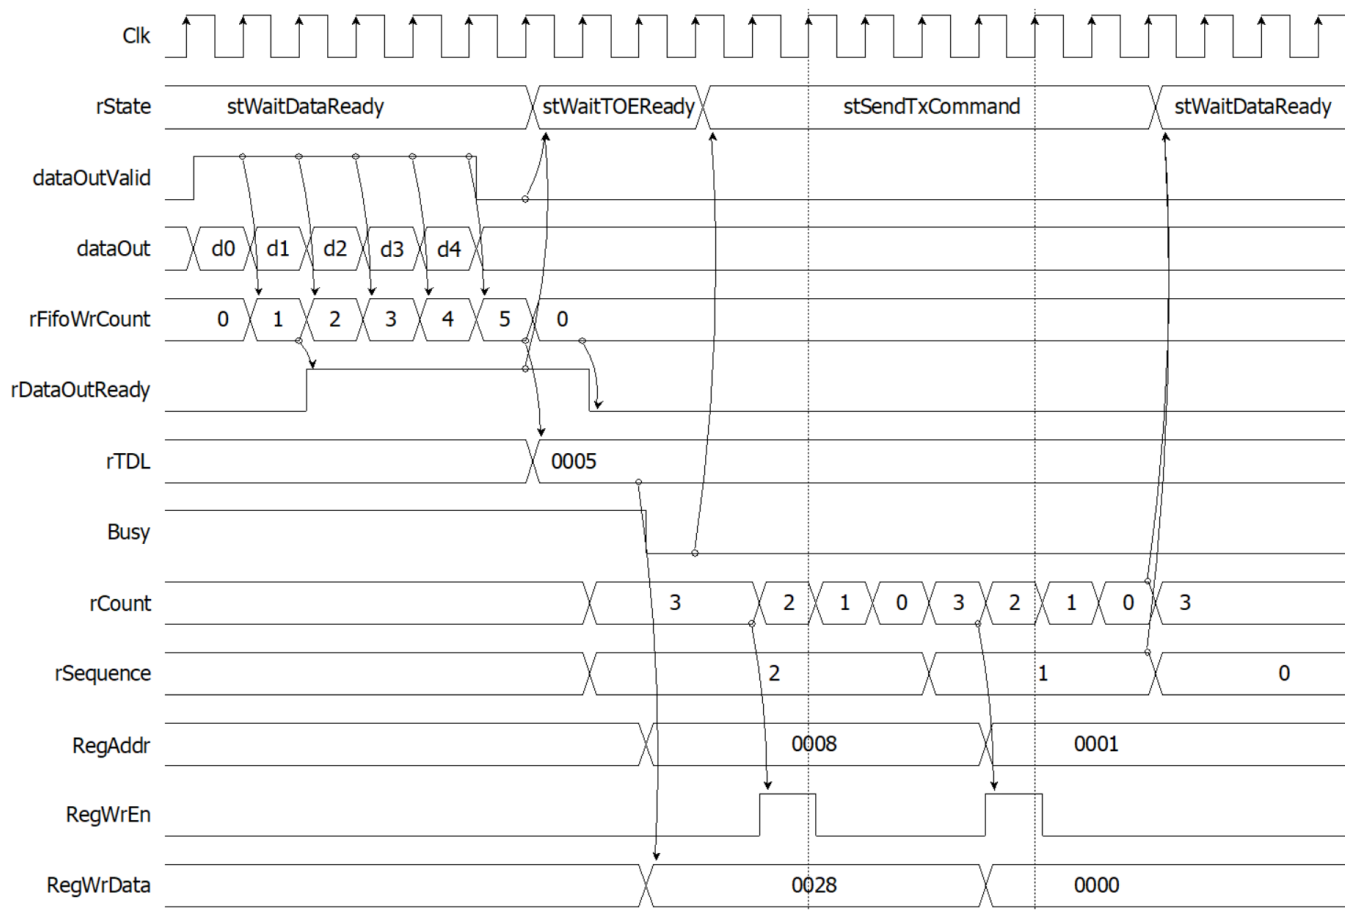 Clk
rState stWaitDataReady stWaitTOEReady stSendTxCommand stWaitDataReady
dataOutValid
dataOut d0 d1 d2 d3 d4
rFifoWrCount 0 1 2 3 4 5 0
rDataOutReady
rTDL 0005
Busy
rCount 3 2 1 0 3 2 1 0 3
rSequence 2 1 0
RegAddr 0008 0001
RegWrEn
RegWrData 0028 0000